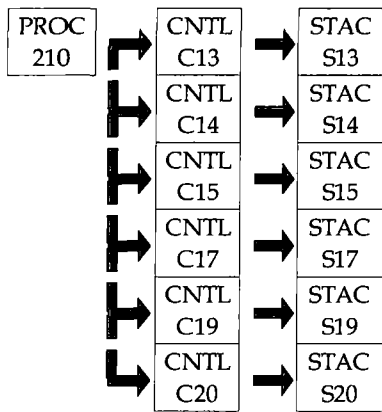 PROC
210
CNTL
C13
STAC
S13
CNTL
C14
STAC
S14
CNTL
C15
STAC
S15
CNTL
C17
STAC
S17
CNTL
C19
STAC
S19
CNTL
C20
STAC
S20